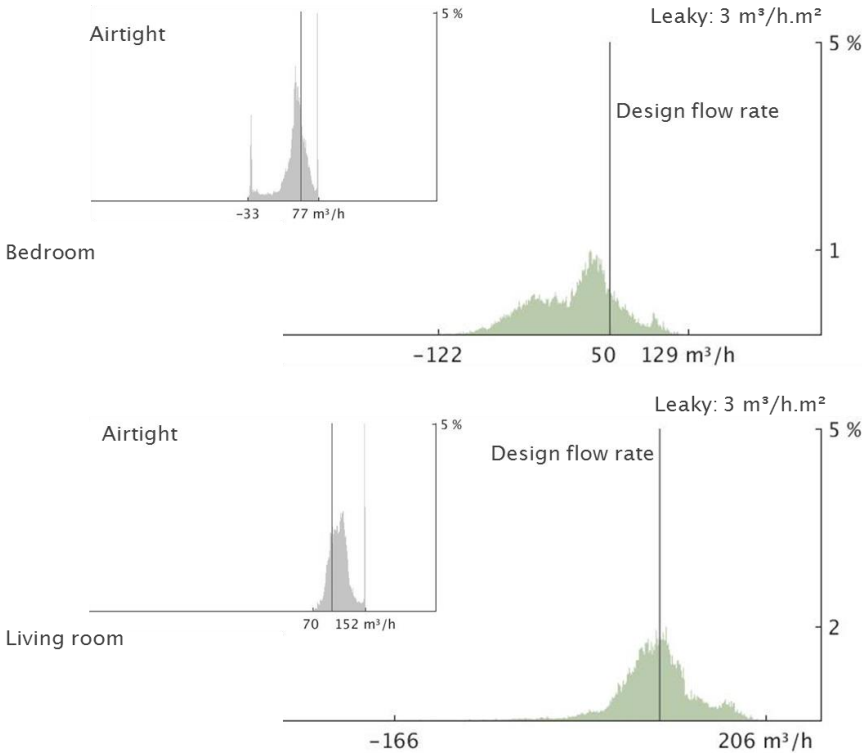 Airtight
5 %
Leaky: 3 m³/h.m²
5 %
Design flow rate
−33 77 m³/h
Bedroom
1
−122 50 129 m³/h
Leaky: 3 m³/h.m²
Airtight
5 %
5 %
Design flow rate
70 152 m³/h
Living room
2
−166 206 m³/h